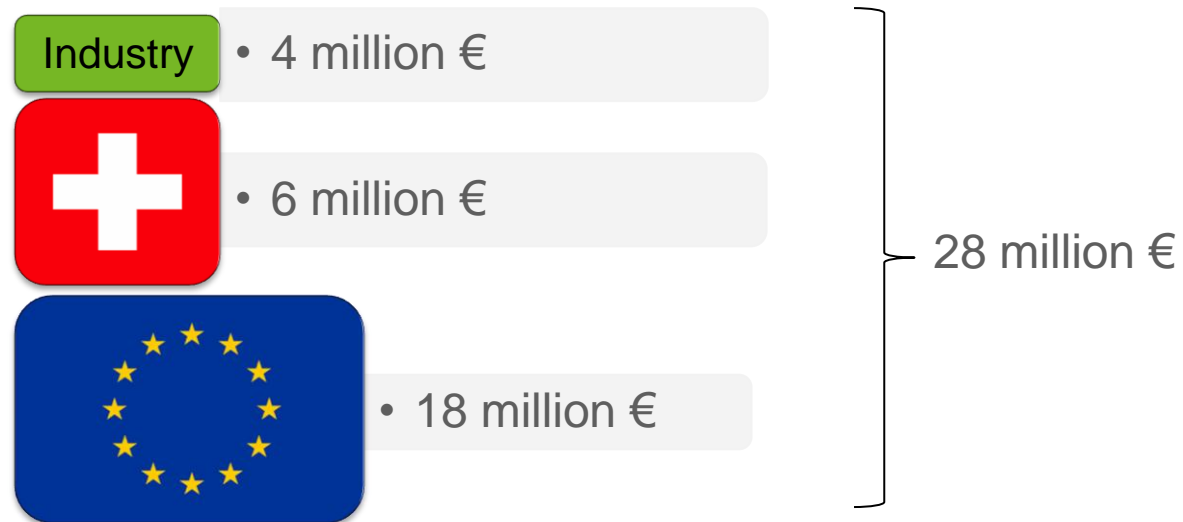 Industry • 4 million €
• 6 million €
28 million €
• 18 million €